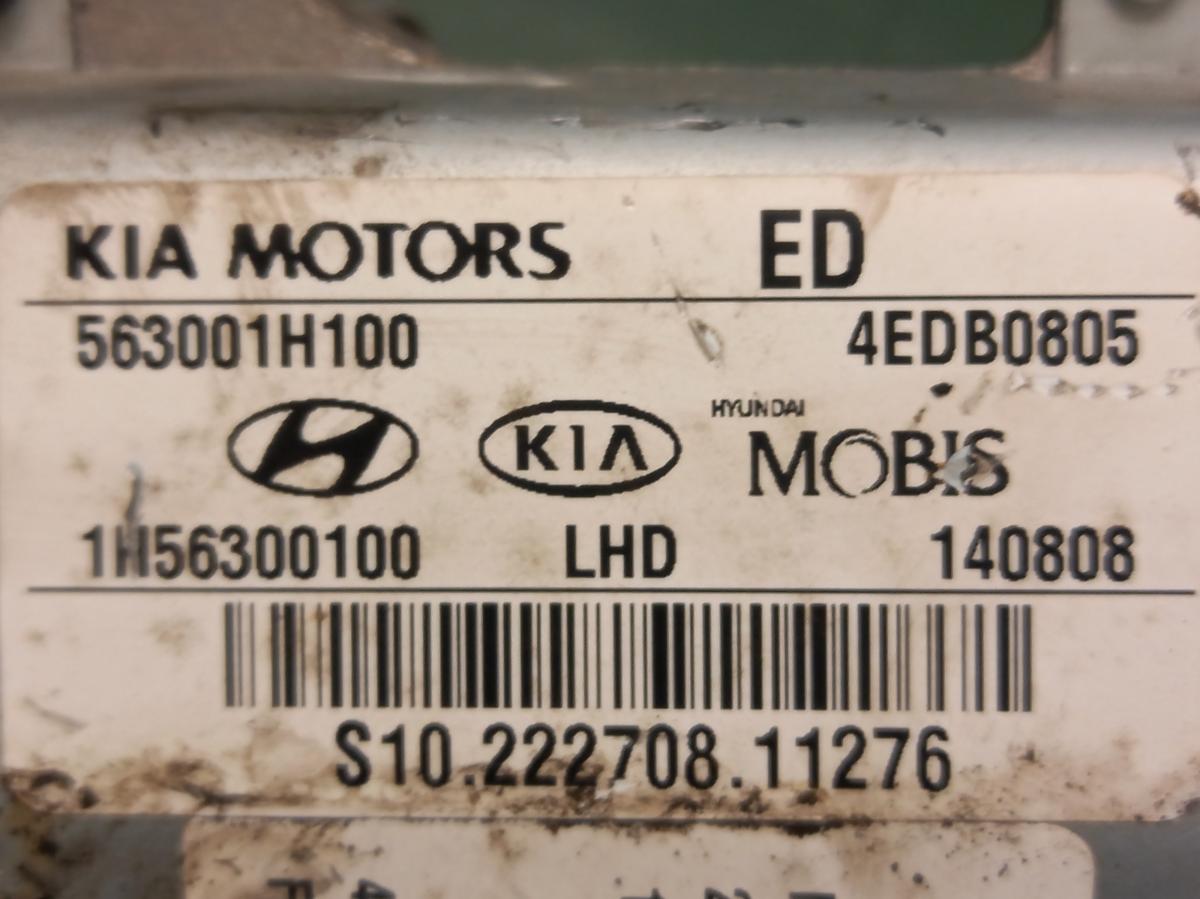 KIA MOTORS ED
563001H100 4EDB0805
KIA HYUNDAI MOBIS
1H56300100 LHD 140808
S10.222708.11276